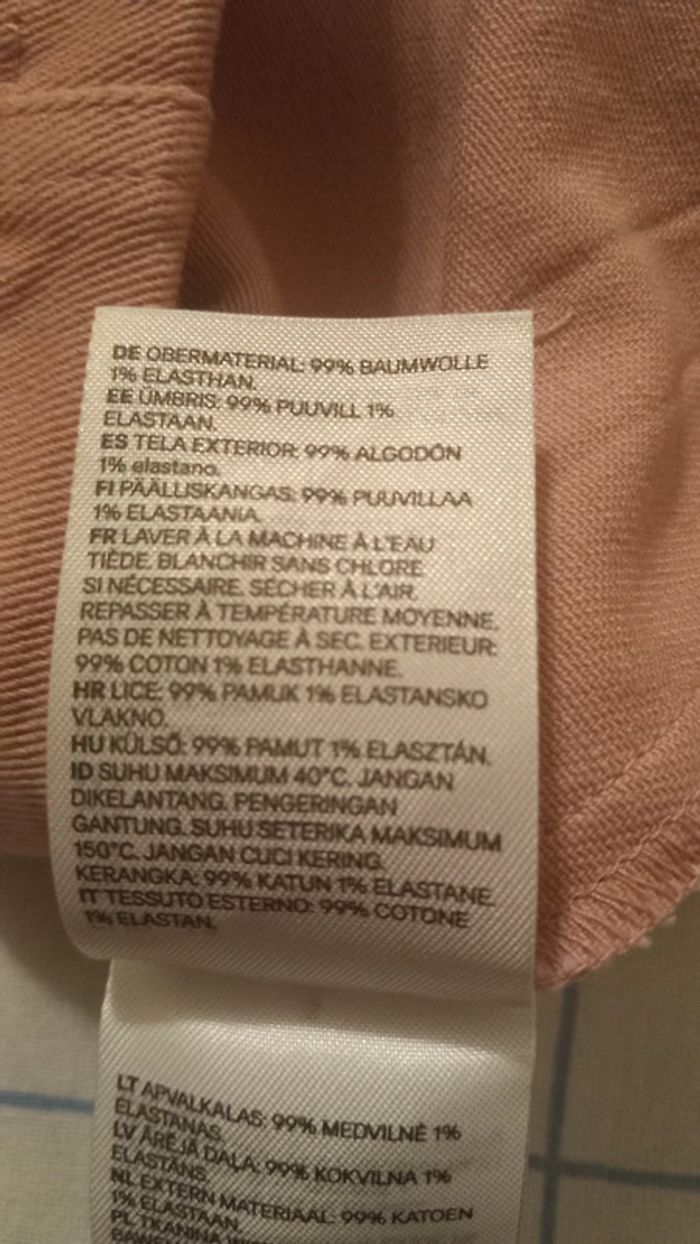 DE OBERMATERIAL: 99% BAUMWOLLE
1% ELASTHAN.
EE ÜMBRIS: 99% PUUVILL 1%
ELASTAAN.
ES TELA EXTERIOR: 99% ALGODÓN
1% elastano.
FI PÄÄLLISKANGAS: 99% PUUVILLAA
1% ELASTAANIA.
FR LAVER À LA MACHINE À L'EAU
TIÈDE. BLANCHIR SANS CHLORE
SI NÉCESSAIRE. SÉCHER À L'AIR.
REPASSER À TEMPÉRATURE MOYENNE.
PAS DE NETTOYAGE À SEC. EXTERIEUR:
99% COTON 1% ELASTHANNE.
HR LICE: 99% PAMUK 1% ELASTANSKO
VLAKNO.
HU KÜLSŐ: 99% PAMUT 1% ELASZTÁN.
ID SUHU MAKSIMUM 40°C. JANGAN
DIKELANTANG. PENGERINGAN
GANTUNG. SUHU SETERIKA MAKSIMUM
150°C. JANGAN CUCI KERING.
KERANGKA: 99% KATUN 1% ELASTANE.
IT TESSUTO ESTERNO: 99% COTONE
1% ELASTAN.
LT APVALKALAS: 99% MEDVILNĖ 1%
ELASTANAS.
LV ĀRĒJĀ DAĻA: 99% KOKVILNA 1%
ELASTĀNS.
NL EXTERN MATERIAAL: 99% KATOEN
1% ELASTAAN.
PL TKANINA